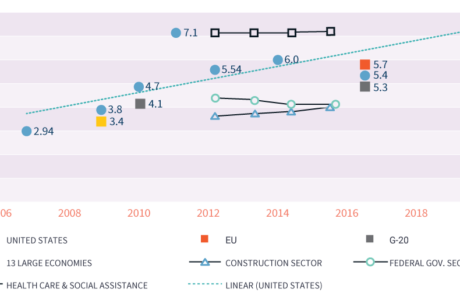 7.1
6.0
5.54
5.7
5.4
5.3
4.7
4.1
3.8
3.4
2.94
06 2008 2010 2012 2014 2016 2018
UNITED STATES EU G-20
13 LARGE ECONOMIES CONSTRUCTION SECTOR FEDERAL GOV. SEC
HEALTH CARE & SOCIAL ASSISTANCE LINEAR (UNITED STATES)